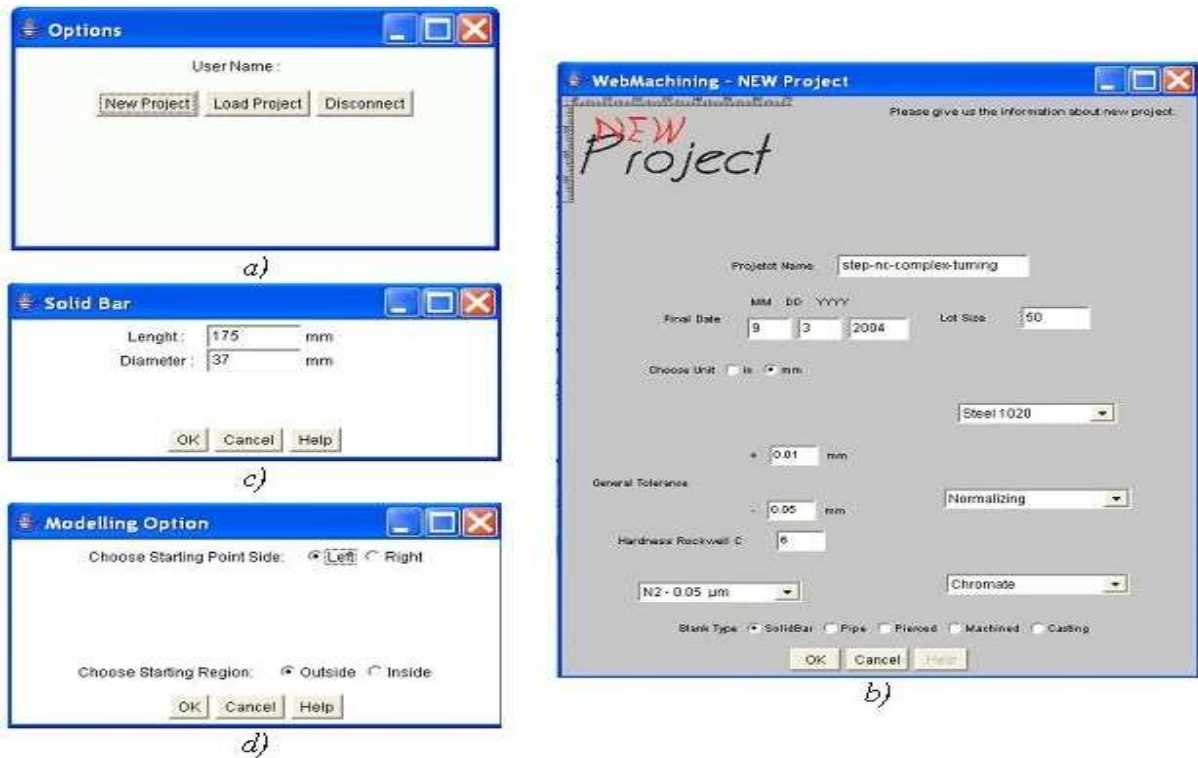 Options
User Name :
New Project Load Project Disconnect
a)
Solid Bar
Lenght : 175 mm
Diameter : 37 mm
OK Cancel Help
c)
Modelling Option
Choose Starting Point Side: Left Right
Choose Starting Region: Outside Inside
OK Cancel Help
d)
WebMachining - NEW Project
Please give us the information about new project.
NEW
Project
Projetct Name step-nc-complex-turning
MM DD YYYY
Final Date 9 3 2004 Lot Size 50
Choose Unit in mm
Steel 1020
+ 0.01 mm
General Tolerance
Normalizing
- 0.05 mm
Hardness Rockwell C 6
N2 - 0.05 µm
Chromate
Blank Type SolidBar Pipe Pierced Machined Casting
OK Cancel Help
b)